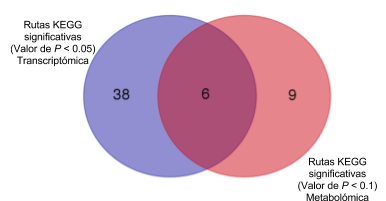 Rutas KEGG
significativas
(Valor de P < 0.05)
Transcriptómica
38
6
9
Rutas KEGG
significativas
(Valor de P < 0.1)
Metabolómica